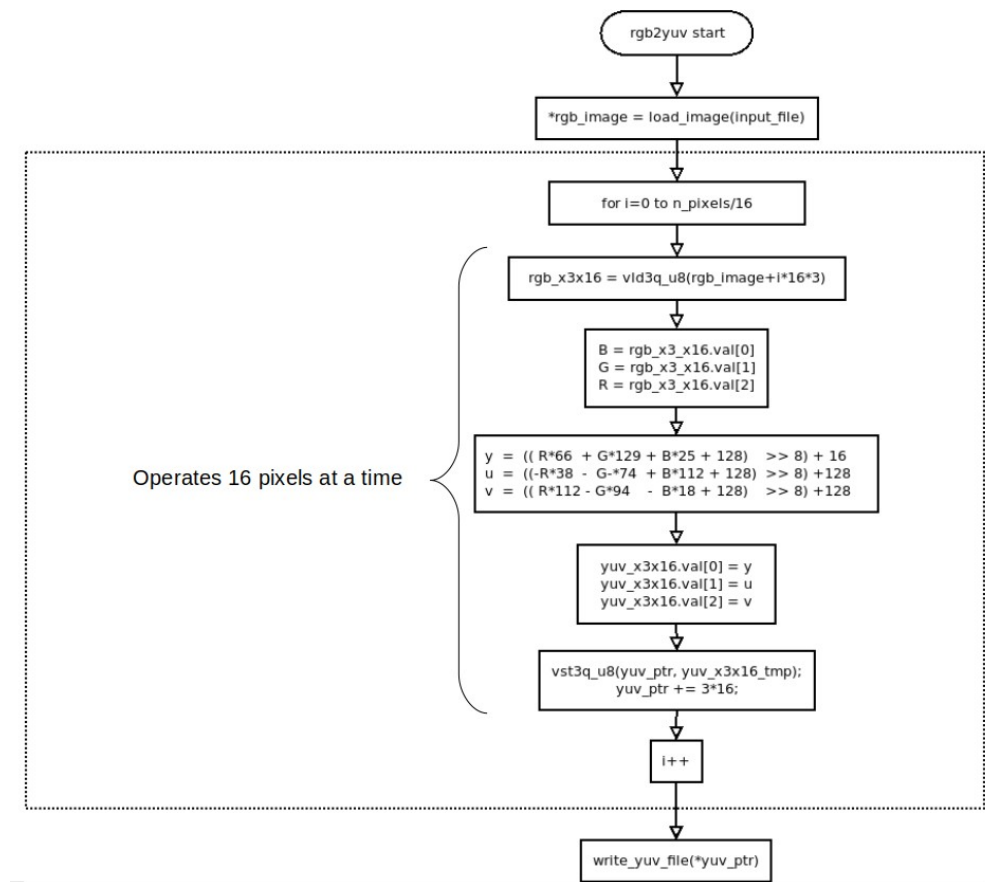 rgb2yuv start
*rgb_image = load_image(input_file)
for i=0 to n_pixels/16
rgb_x3x16 = vld3q_u8(rgb_image+i*16*3)
B = rgb_x3_x16.val[0]
G = rgb_x3_x16.val[1]
R = rgb_x3_x16.val[2]
y = (( R*66 + G*129 + B*25 + 128) >> 8) + 16
u = ((-R*38 - G-*74 + B*112 + 128) >> 8) +128
v = (( R*112 - G*94 - B*18 + 128) >> 8) +128
Operates 16 pixels at a time
yuv_x3x16.val[0] = y
yuv_x3x16.val[1] = u
yuv_x3x16.val[2] = v
vst3q_u8(yuv_ptr, yuv_x3x16_tmp);
yuv_ptr += 3*16;
i++
write_yuv_file(*yuv_ptr)